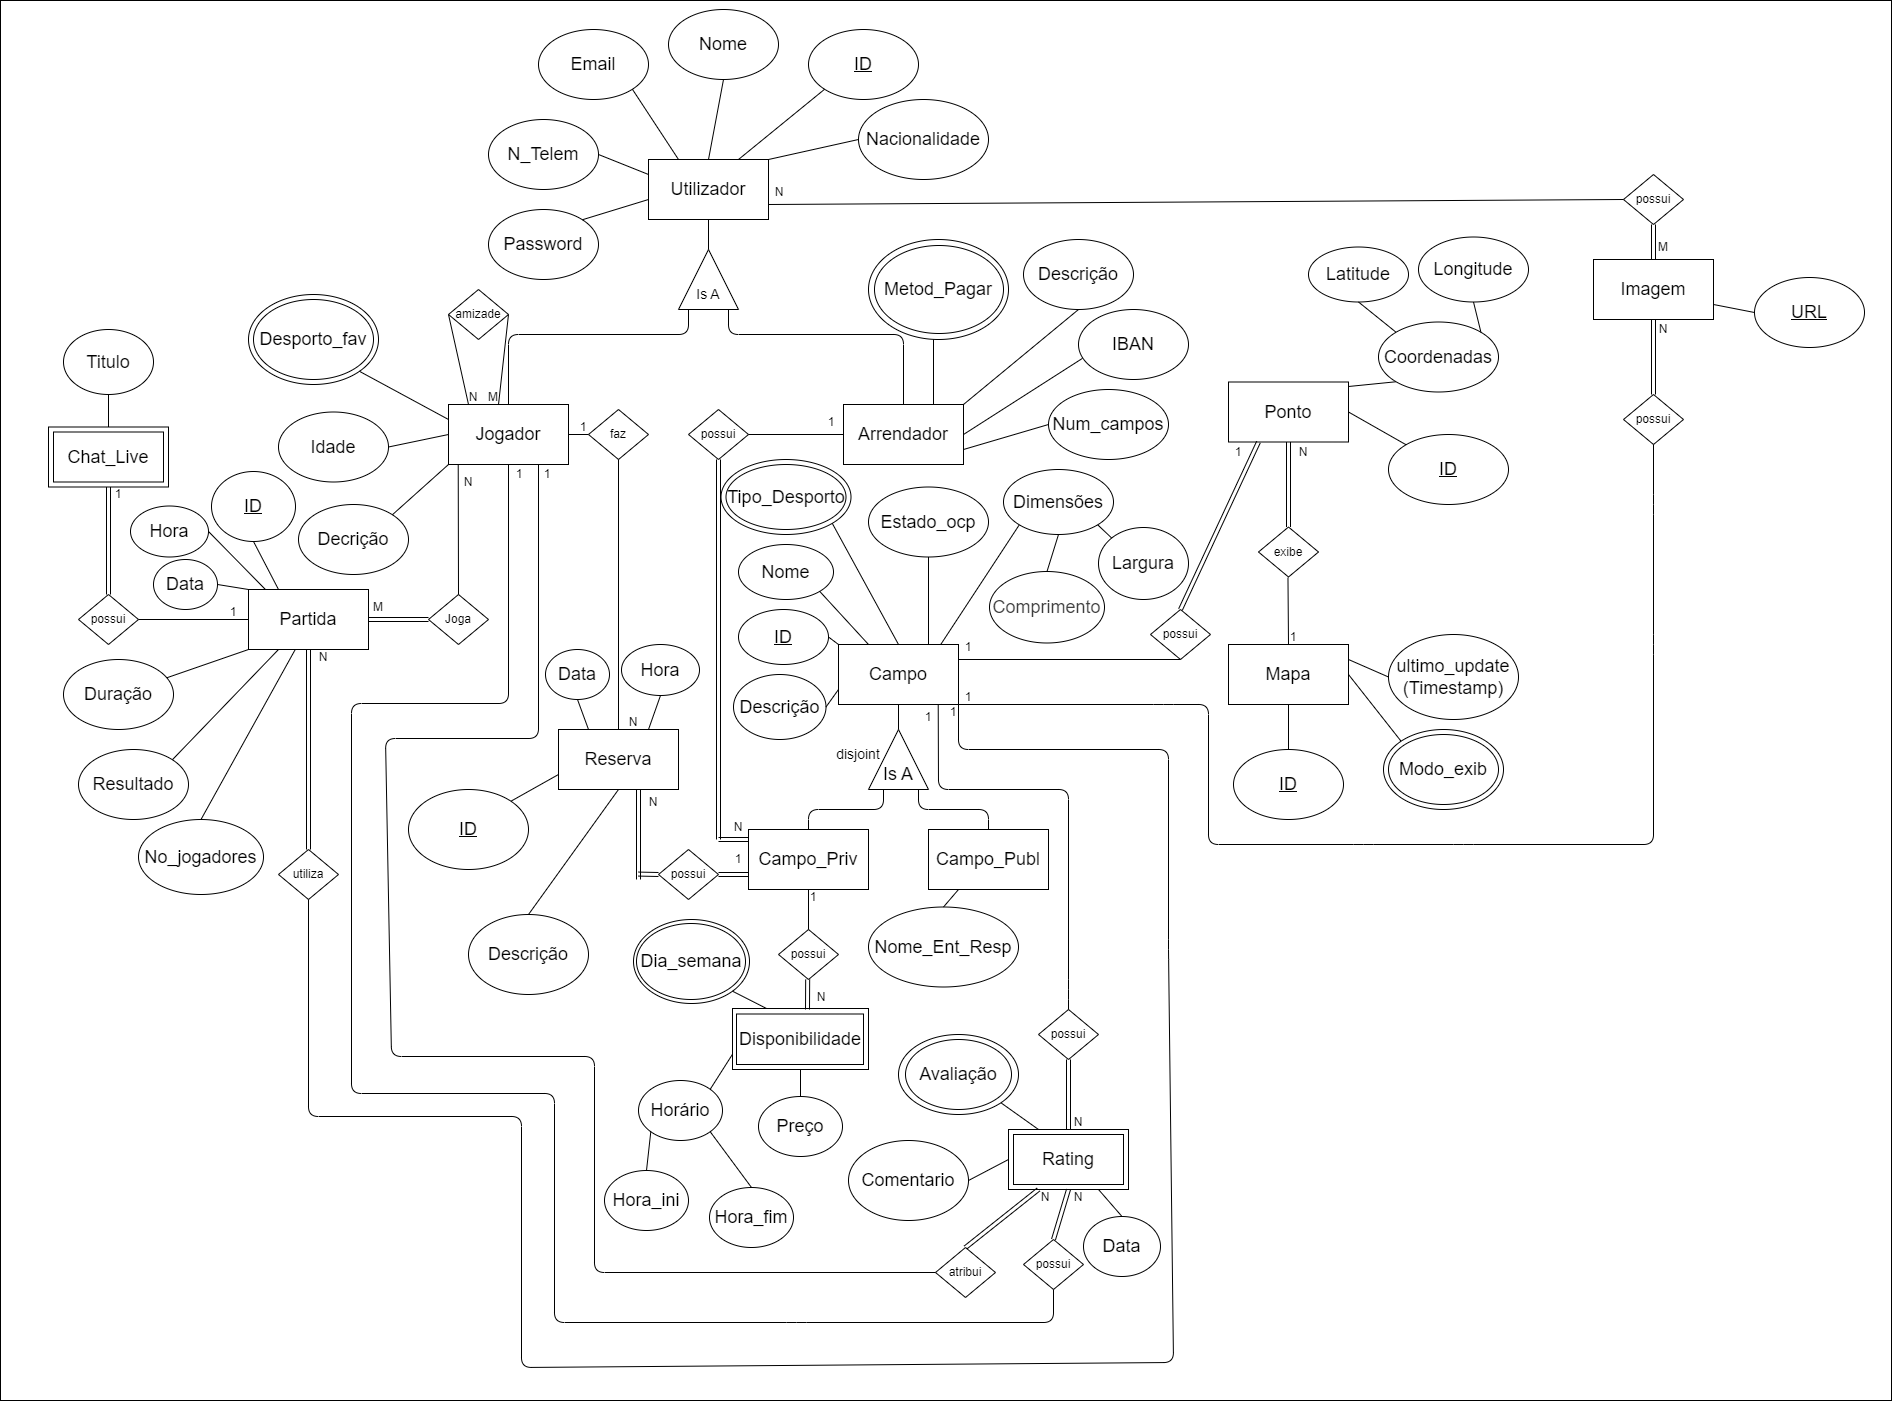 Nome
Email
ID
Nacionalidade
N_Telem
Utilizador
N
possui
Password
M
Descrição
Latitude
Longitude
Metod_Pagar
Imagem
Is A
URL
amizade
N
Desporto_fav
IBAN
Coordenadas
Titulo
N
M
Ponto
possui
1
1
Num_campos
Jogador
faz
possui
Arrendador
Idade
1
N
Chat_Live
ID
N
1
1
1
Tipo_Desporto
Dimensões
ID
Estado_ocp
Hora
Decrição
exibe
Largura
Nome
Data
M
Comprimento
1
possui
Partida
Joga
ID
possui
1
1
N
Data
Hora
Campo
Mapa
ultimo_update
(Timestamp)
Duração
1
Descrição
1
1
N
disjoint
Reserva
Is A
Modo_exib
Resultado
ID
N
ID
N
No_jogadores
1
Campo_Priv
Campo_Publ
utiliza
possui
1
Nome_Ent_Resp
Descrição
possui
Dia_semana
N
possui
Disponibilidade
Avaliação
Horário
Preço
N
Rating
Comentario
Hora_ini
N
N
Hora_fim
Data
possui
atribui